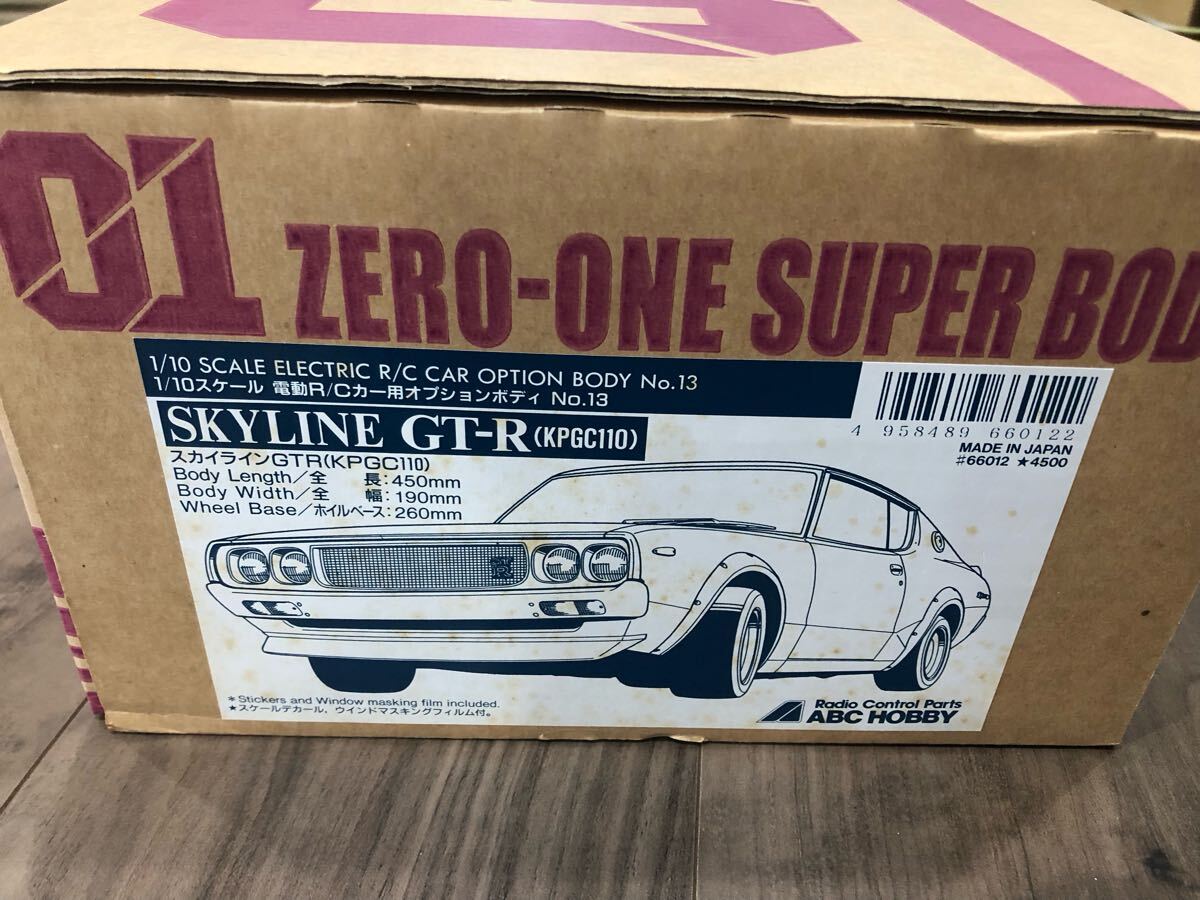 01 ZERO-ONE SUPER BOD
1/10 SCALE ELECTRIC R/C CAR OPTION BODY No.13
1/10スケール 電動R/Cカー用オプションボディ No.13
SKYLINE GT-R(KPGC110)
スカイラインGTR(KPGC110)
Body Length/全 長:450mm
Body Width/全 幅:190mm
Wheel Base/ホイルベース:260mm
4 958489 660122
MADE IN JAPAN
#66012 ★4500
*Stickers and Window masking film included.
★スケールデカール、ウインドマスキングフィルム付。
Radio Control Parts
ABC HOBBY